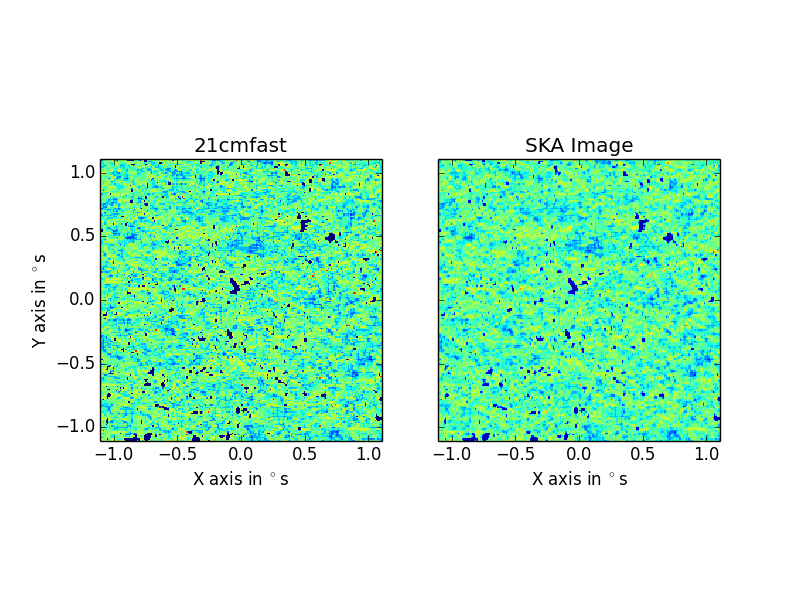 21cmfast
SKA Image
1.0
0.5
0.0
−0.5
−1.0
Y axis in °s
−1.0 −0.5 0.0 0.5 1.0
−1.0 −0.5 0.0 0.5 1.0
X axis in °s
X axis in °s